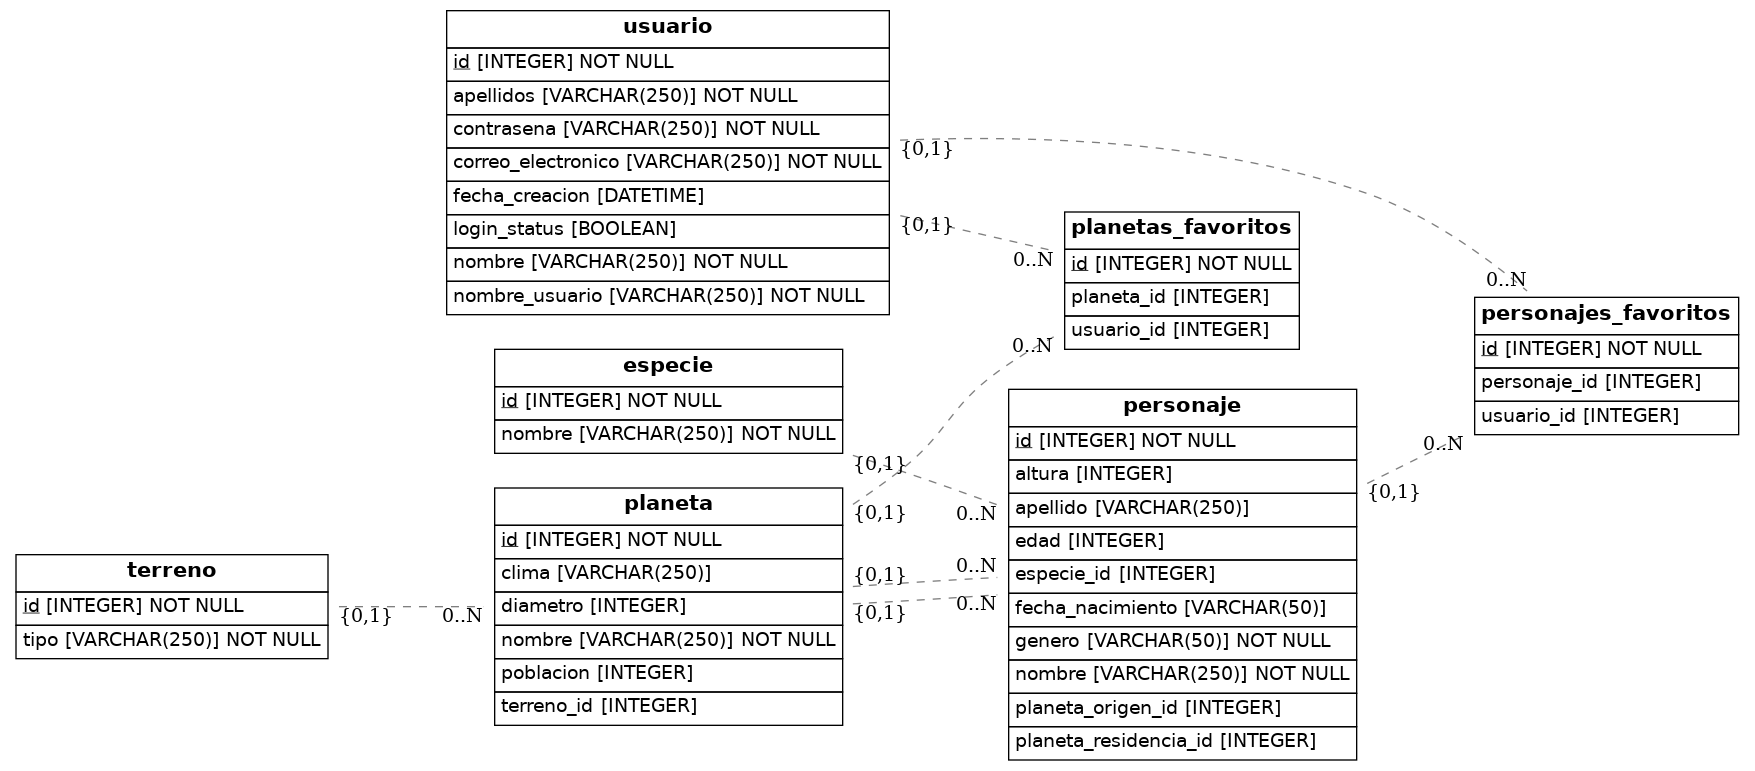 usuario
id [INTEGER] NOT NULL
apellidos [VARCHAR(250)] NOT NULL
contrasena [VARCHAR(250)] NOT NULL
correo_electronico [VARCHAR(250)] NOT NULL
fecha_creacion [DATETIME]
login_status [BOOLEAN]
nombre [VARCHAR(250)] NOT NULL
nombre_usuario [VARCHAR(250)] NOT NULL
{0,1}
{0,1}
0..N
0..N
planetas_favoritos
id [INTEGER] NOT NULL
planeta_id [INTEGER]
usuario_id [INTEGER]
0..N
personajes_favoritos
id [INTEGER] NOT NULL
personaje_id [INTEGER]
usuario_id [INTEGER]
0..N
{0,1}
especie
id [INTEGER] NOT NULL
nombre [VARCHAR(250)] NOT NULL
{0,1}
{0,1}
0..N
planeta
id [INTEGER] NOT NULL
clima [VARCHAR(250)]
diametro [INTEGER]
nombre [VARCHAR(250)] NOT NULL
poblacion [INTEGER]
terreno_id [INTEGER]
{0,1}
0..N
{0,1}
0..N
personaje
id [INTEGER] NOT NULL
altura [INTEGER]
apellido [VARCHAR(250)]
edad [INTEGER]
especie_id [INTEGER]
fecha_nacimiento [VARCHAR(50)]
genero [VARCHAR(50)] NOT NULL
nombre [VARCHAR(250)] NOT NULL
planeta_origen_id [INTEGER]
planeta_residencia_id [INTEGER]
terreno
id [INTEGER] NOT NULL
tipo [VARCHAR(250)] NOT NULL
{0,1}
0..N